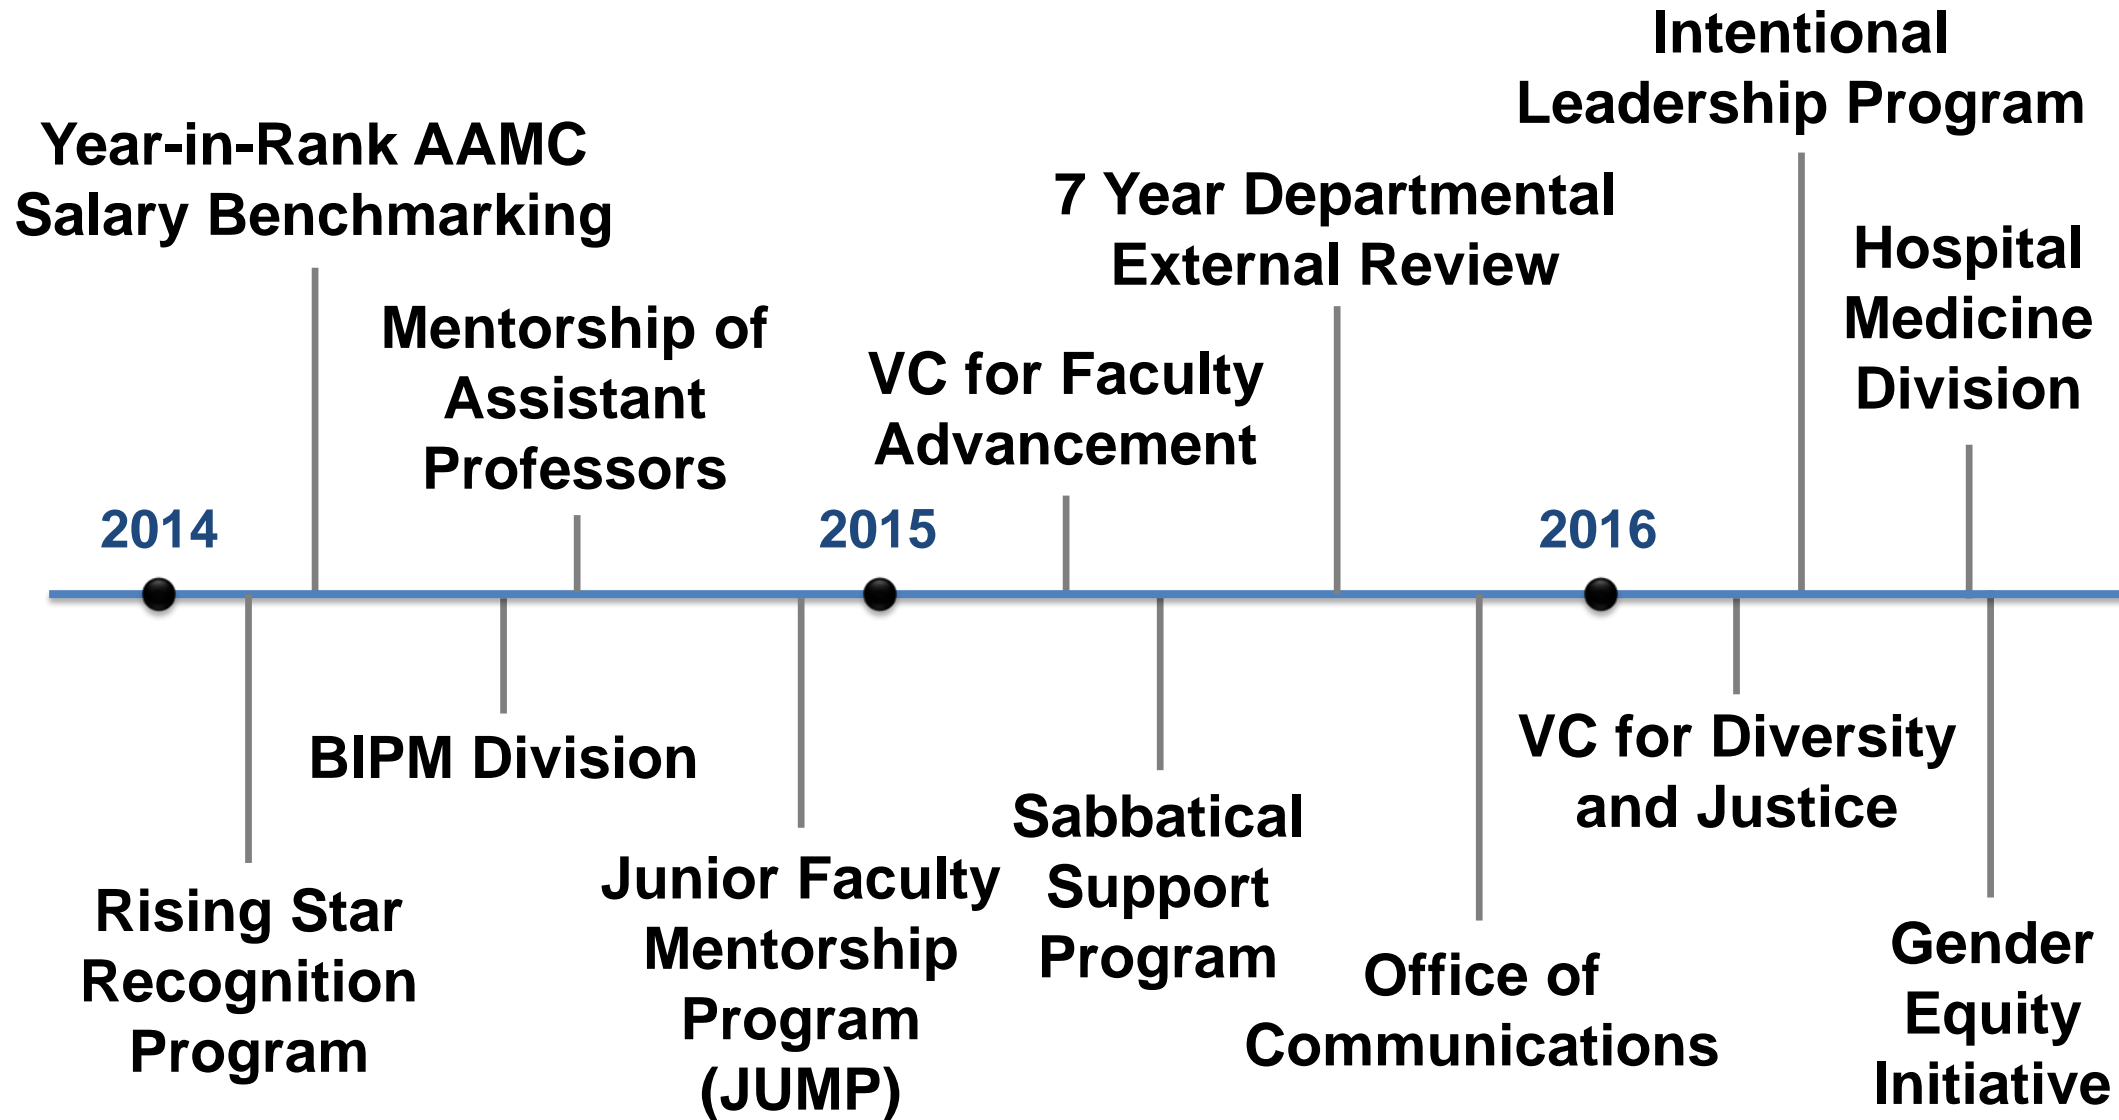 Intentional
Leadership Program
Year-in-Rank AAMC
Salary Benchmarking
7 Year Departmental
External Review
Hospital
Medicine
Division
Mentorship of
Assistant
Professors
VC for Faculty
Advancement
2014
2015
2016
BIPM Division
VC for Diversity
and Justice
Sabbatical
Support
Program
Junior Faculty
Mentorship
Program
(JUMP)
Rising Star
Recognition
Program
Office of
Communications
Gender
Equity
Initiative